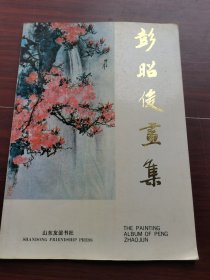 彭昭俊畫集
山东友谊书社
SHANDONG FRIENDSHIP PRESS
THE PAINTING
ALBUM OF PENG
ZHAOJUN